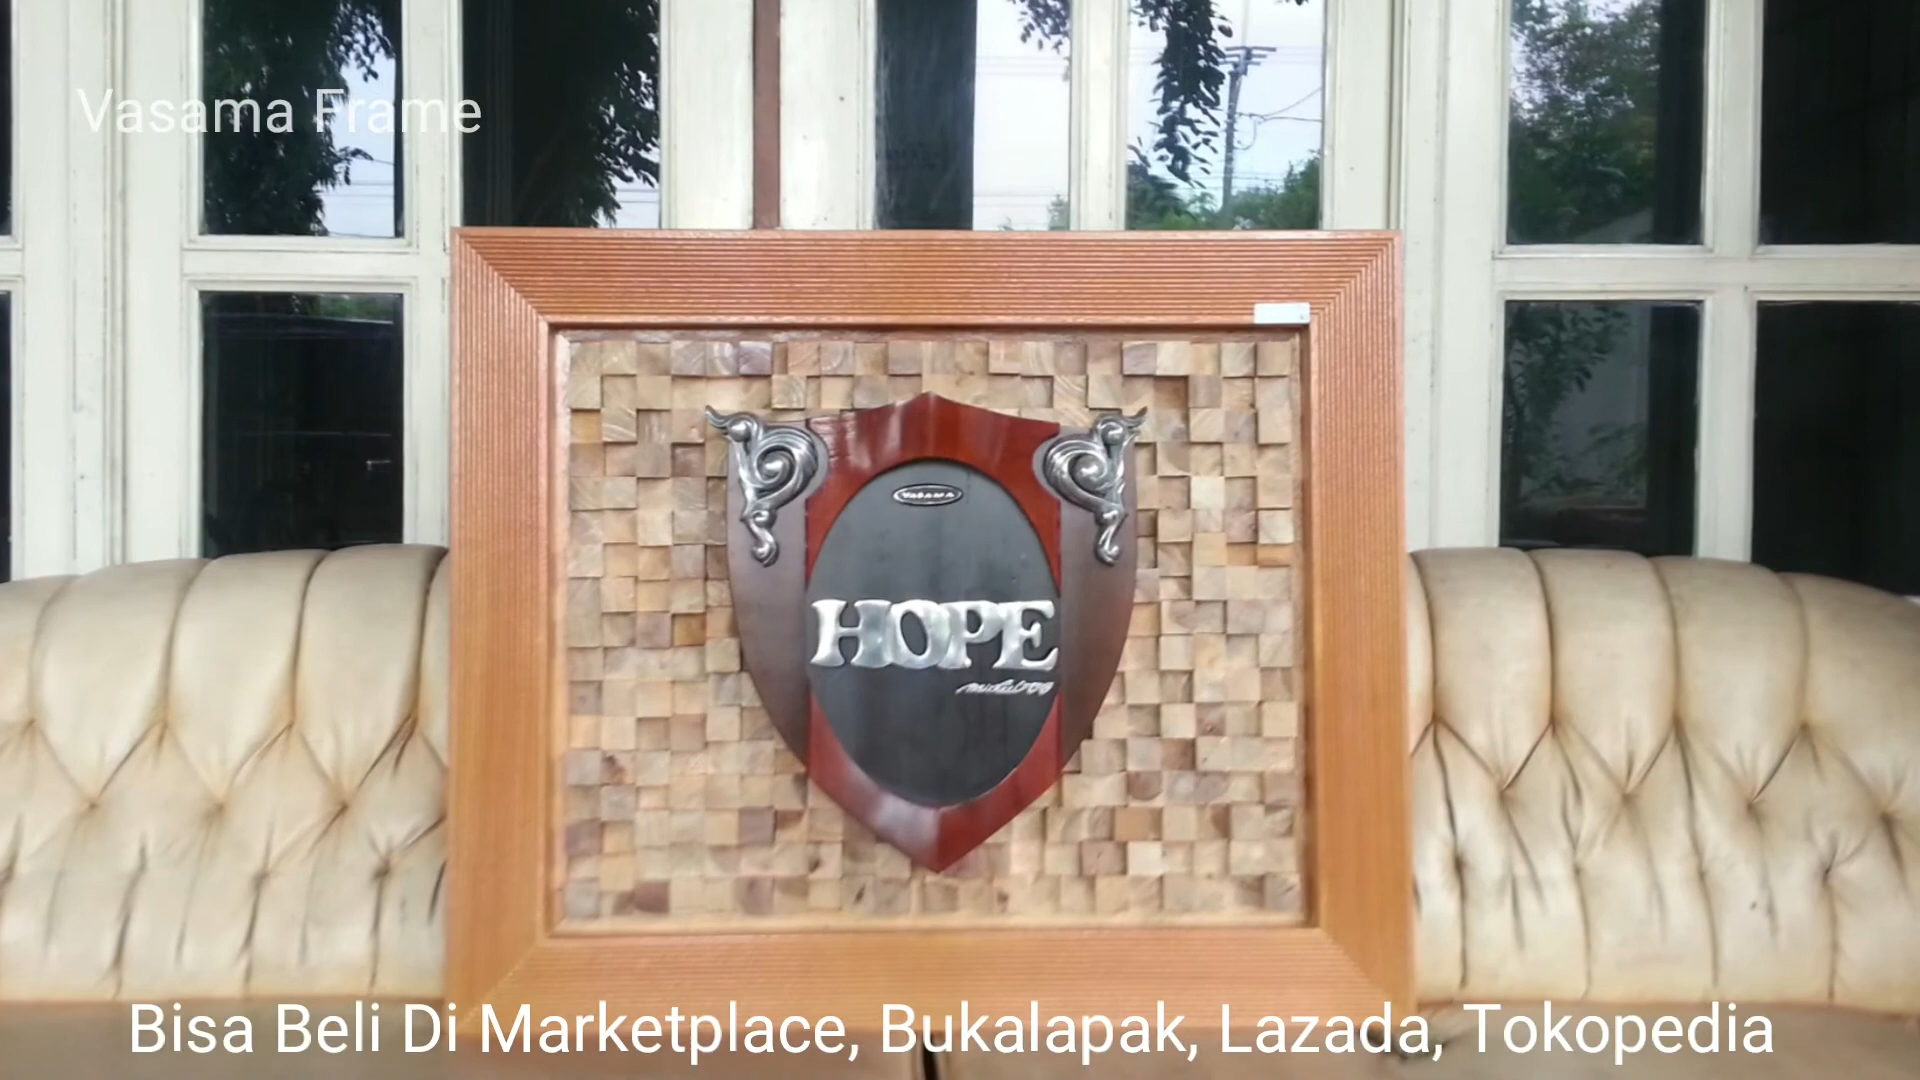 Vasama Frame
VASAMA
HOPE
Bisa Beli Di Marketplace, Bukalapak, Lazada, Tokopedia